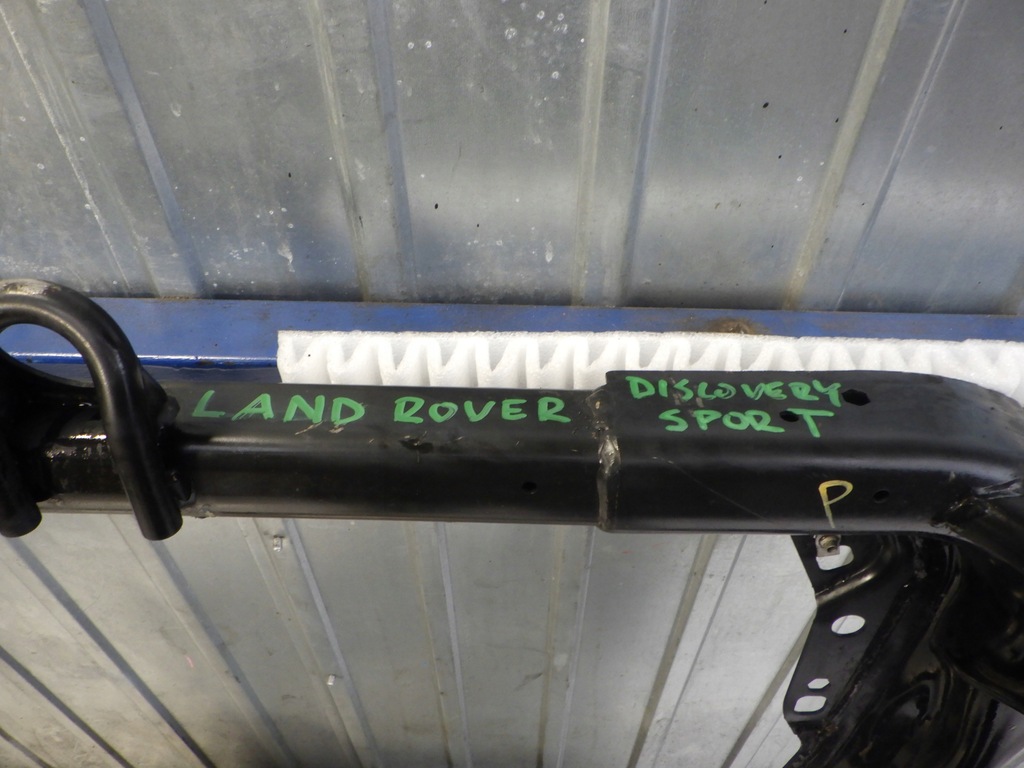 LAND ROVER
DISCOVERY
SPORT
P